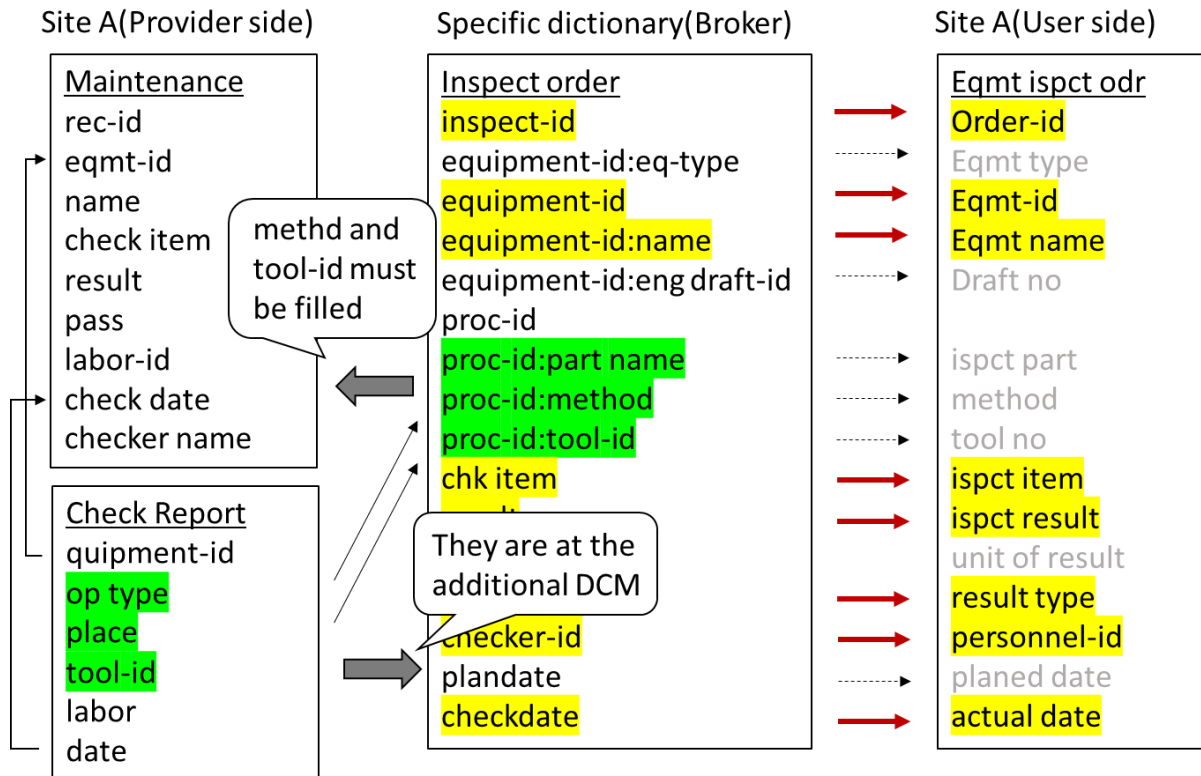 Site A(Provider side)
Maintenance
rec-id
eqmt-id
name
check item
result
pass
labor-id
check date
checker name
Check Report
quipment-id
op type
place
tool-id
labor
date
methd and
tool-id must
be filled
Specific dictionary(Broker)
Inspect order
inspect-id
equipment-id:eq-type
equipment-id
equipment-id:name
equipment-id:eng draft-id
proc-id
proc-id:part name
proc-id:method
proc-id:tool-id
chk item
They are at the
additional DCM
checker-id
plandate
checkdate
Site A(User side)
Eqmt ispct odr
Order-id
Eqmt type
Eqmt-id
Eqmt name
Draft no
ispct part
method
tool no
ispct item
ispct result
unit of result
result type
personnel-id
planed date
actual date